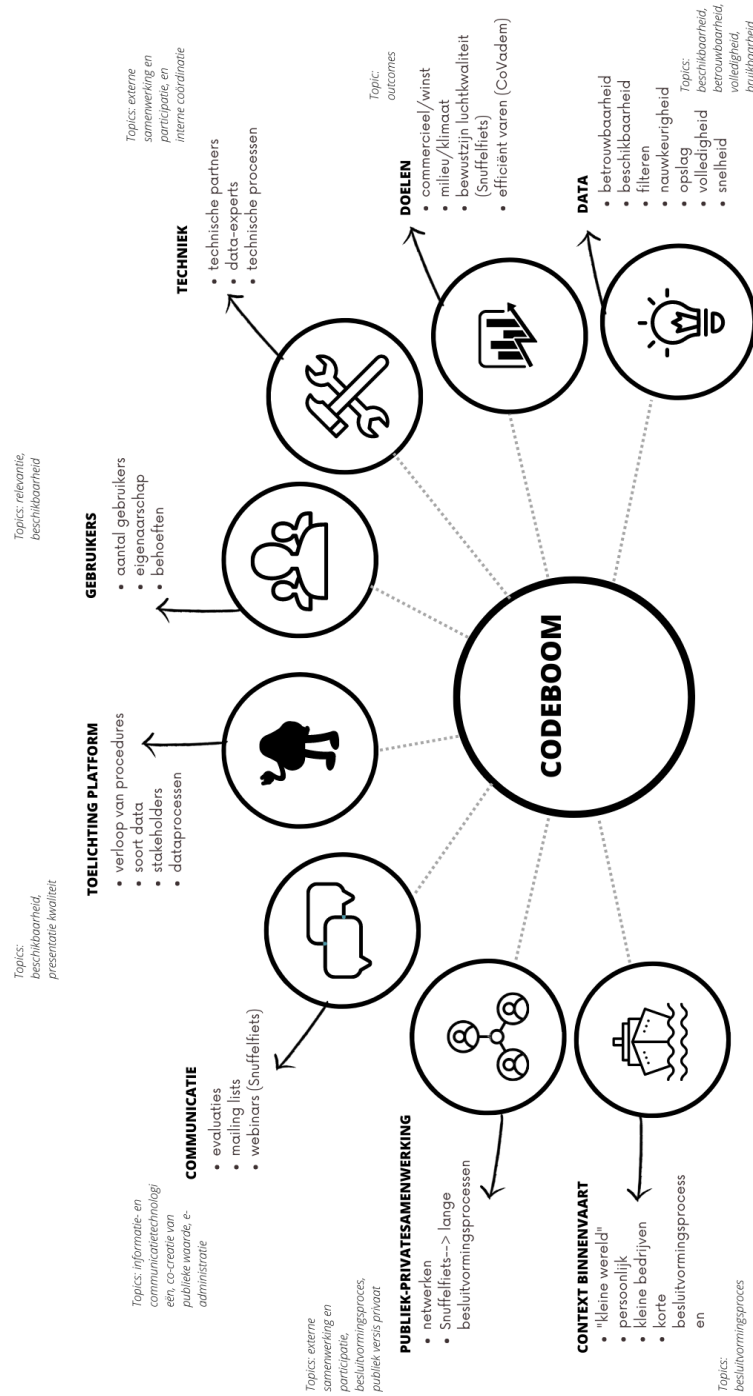 Topics:
besluitvormingsproces
CONTEXT BINNENVAART
• "kleine wereld"
• persoonlijk
• kleine bedrijven
• korte
besluitvormingsprocess
en
Topics: externe
samenwerking en
participatie,
besluitvormingsproces,
publiek versis privaat
PUBLIEK-PRIVATESAMENWERKING
• netwerken
• Snuffelfiets--> lange
besluitvormingsprocessen
Topics: informatie- en
communicatietechnologi
eën, co-creatie van
publieke waarde, e-
administratie
COMMUNICATIE
• evaluaties
• mailing lists
• webinars (Snuffelfiets)
Topics:
beschikbaarheid,
presentatie kwaliteit
TOELICHTING PLATFORM
• verloop van procedures
• soort data
• stakeholders
• dataprocessen
Topics: relevantie,
beschikbaarheid
GEBRUIKERS
• aantal gebruikers
• eigenaarschap
• behoeften
Topics: externe
samenwerking en
participatie, en
interne coördinatie
TECHNIEK
• technische partners
• data-experts
• technische processen
Topic:
outcomes
DOELEN
• commercieel/winst
• milieu/klimaat
• bewustzijn luchtkwaliteit
(Snuffelfiets)
• efficiënt varen (CoVadem)
Topics:
beschikbaarheid,
betrouwbaarheid,
volledigheid,
bruikbaarheid
DATA
• betrouwbaarheid
• beschikbaarheid
• filteren
• nauwkeurigheid
• opslag
• volledigheid
• snelheid
CODEBOOM